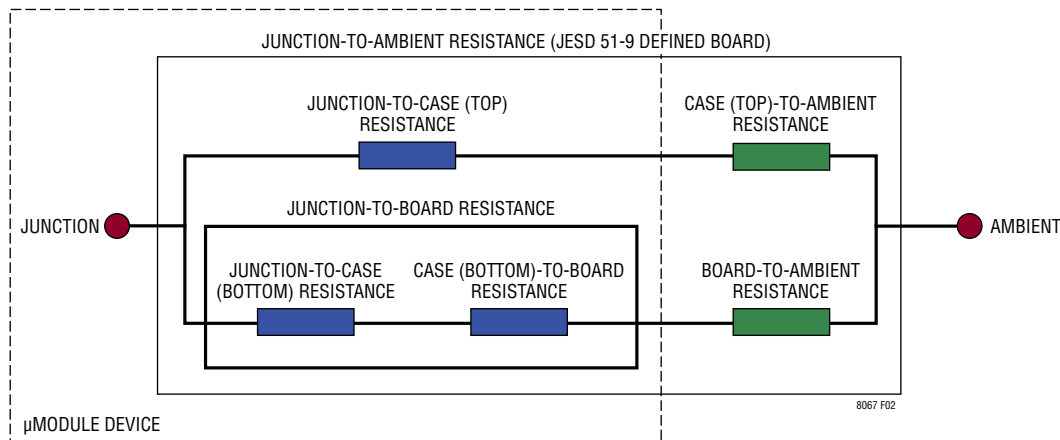 JUNCTION-TO-AMBIENT RESISTANCE (JESD 51-9 DEFINED BOARD)
JUNCTION-TO-CASE (TOP)
RESISTANCE
CASE (TOP)-TO-AMBIENT
RESISTANCE
JUNCTION-TO-BOARD RESISTANCE
JUNCTION
AMBIENT
JUNCTION-TO-CASE
(BOTTOM) RESISTANCE
CASE (BOTTOM)-TO-BOARD
RESISTANCE
BOARD-TO-AMBIENT
RESISTANCE
8067 F02
µMODULE DEVICE